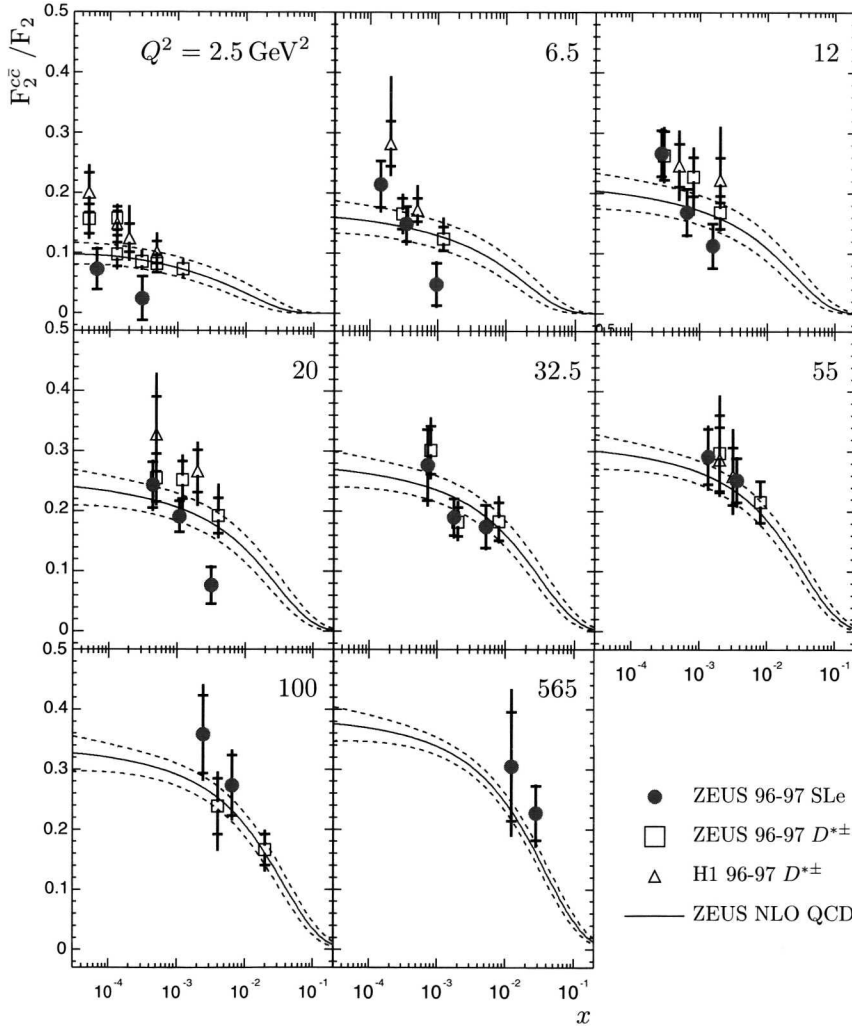 F₂^{cc̄}/F₂
0.5
Q² = 2.5 GeV²
6.5
12
0.4
0.3
0.2
0.1
0
0.5
0.5
20
32.5
55
0.4
0.3
0.2
0.1
0
0.5
10⁻⁴ 10⁻³ 10⁻² 10⁻¹
100
565
0.4
0.3
0.2
0.1
0
ZEUS 96-97 SLe
ZEUS 96-97 D*±
H1 96-97 D*±
ZEUS NLO QCD
10⁻⁴ 10⁻³ 10⁻² 10⁻¹ 10⁻⁴ 10⁻³ 10⁻² 10⁻¹
x